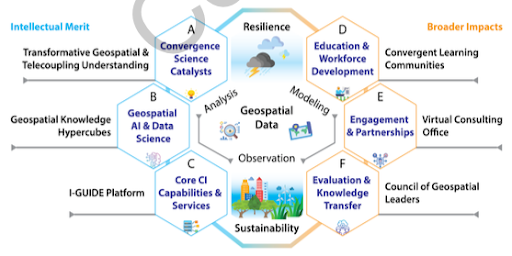 Intellectual Merit
Resilience
Broader Impacts
A
Convergence
Science
Catalysts
Transformative Geospatial &
Telecoupling Understanding
D
Education &
Workforce
Development
Convergent Learning
Communities
B
Geospatial
AI & Data
Science
Geospatial Knowledge
Hypercubes
Analysis
Modeling
Geospatial
Data
Observation
E
Engagement
& Partnerships
Virtual Consulting
Office
C
Core CI
Capabilities &
Services
I-GUIDE Platform
F
Evaluation &
Knowledge
Transfer
Council of Geospatial
Leaders
Sustainability